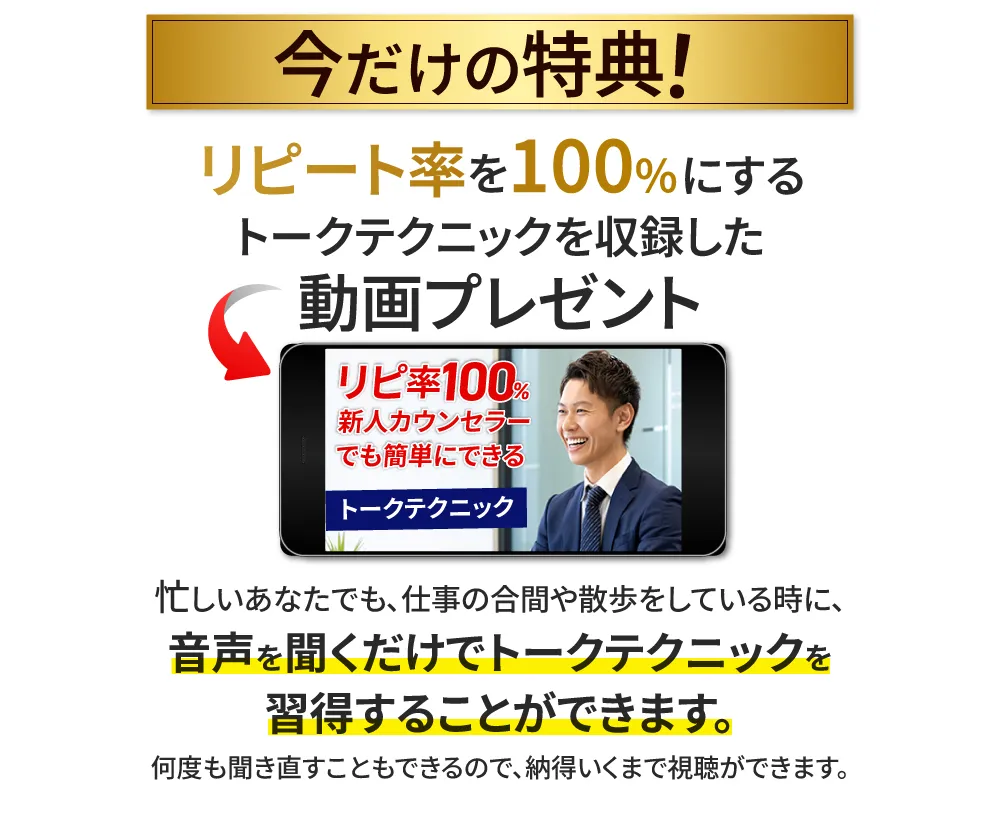 今だけの特典！
リピート率を100%にする
トークテクニックを収録した
動画プレゼント
リピ率100%
新人カウンセラー
でも簡単にできる
トークテクニック
忙しいあなたでも、仕事の合間や散歩をしている時に、
音声を聞くだけでトークテクニックを
習得することができます。
何度も聞き直すこともできるので、納得いくまで視聴ができます。